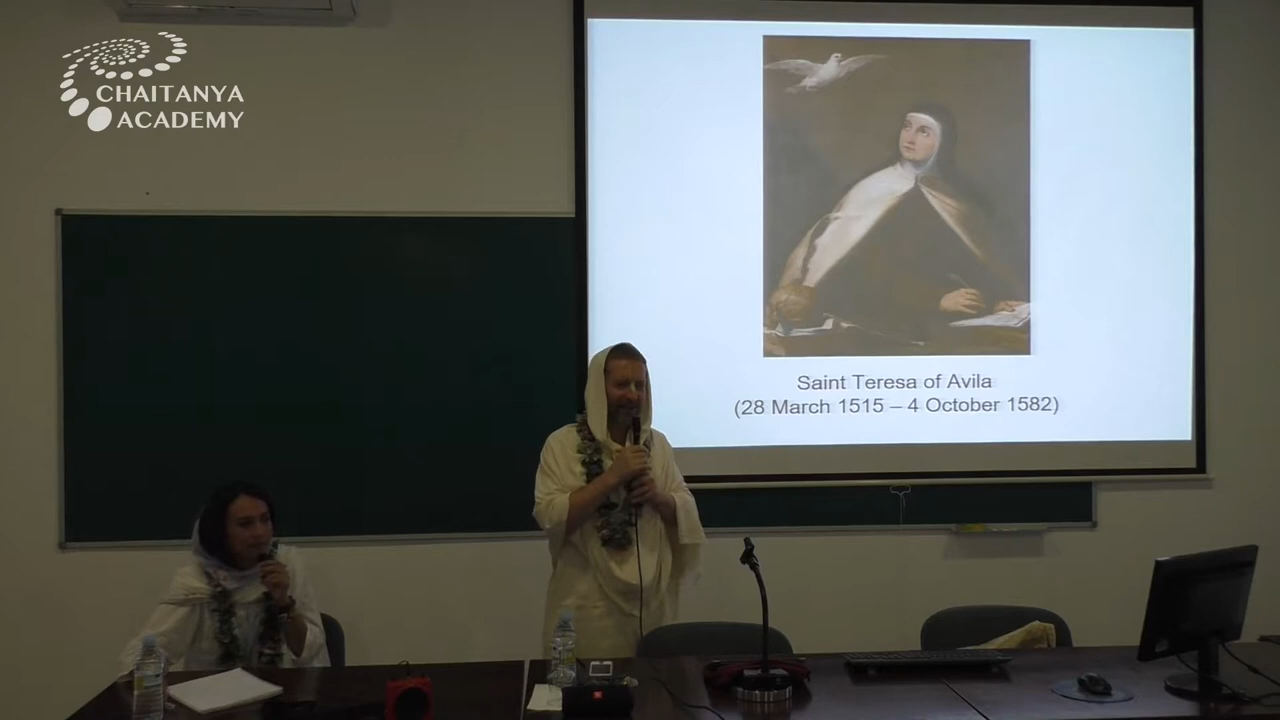 CHAITANYA
ACADEMY
Saint Teresa of Avila
(28 March 1515 – 4 October 1582)